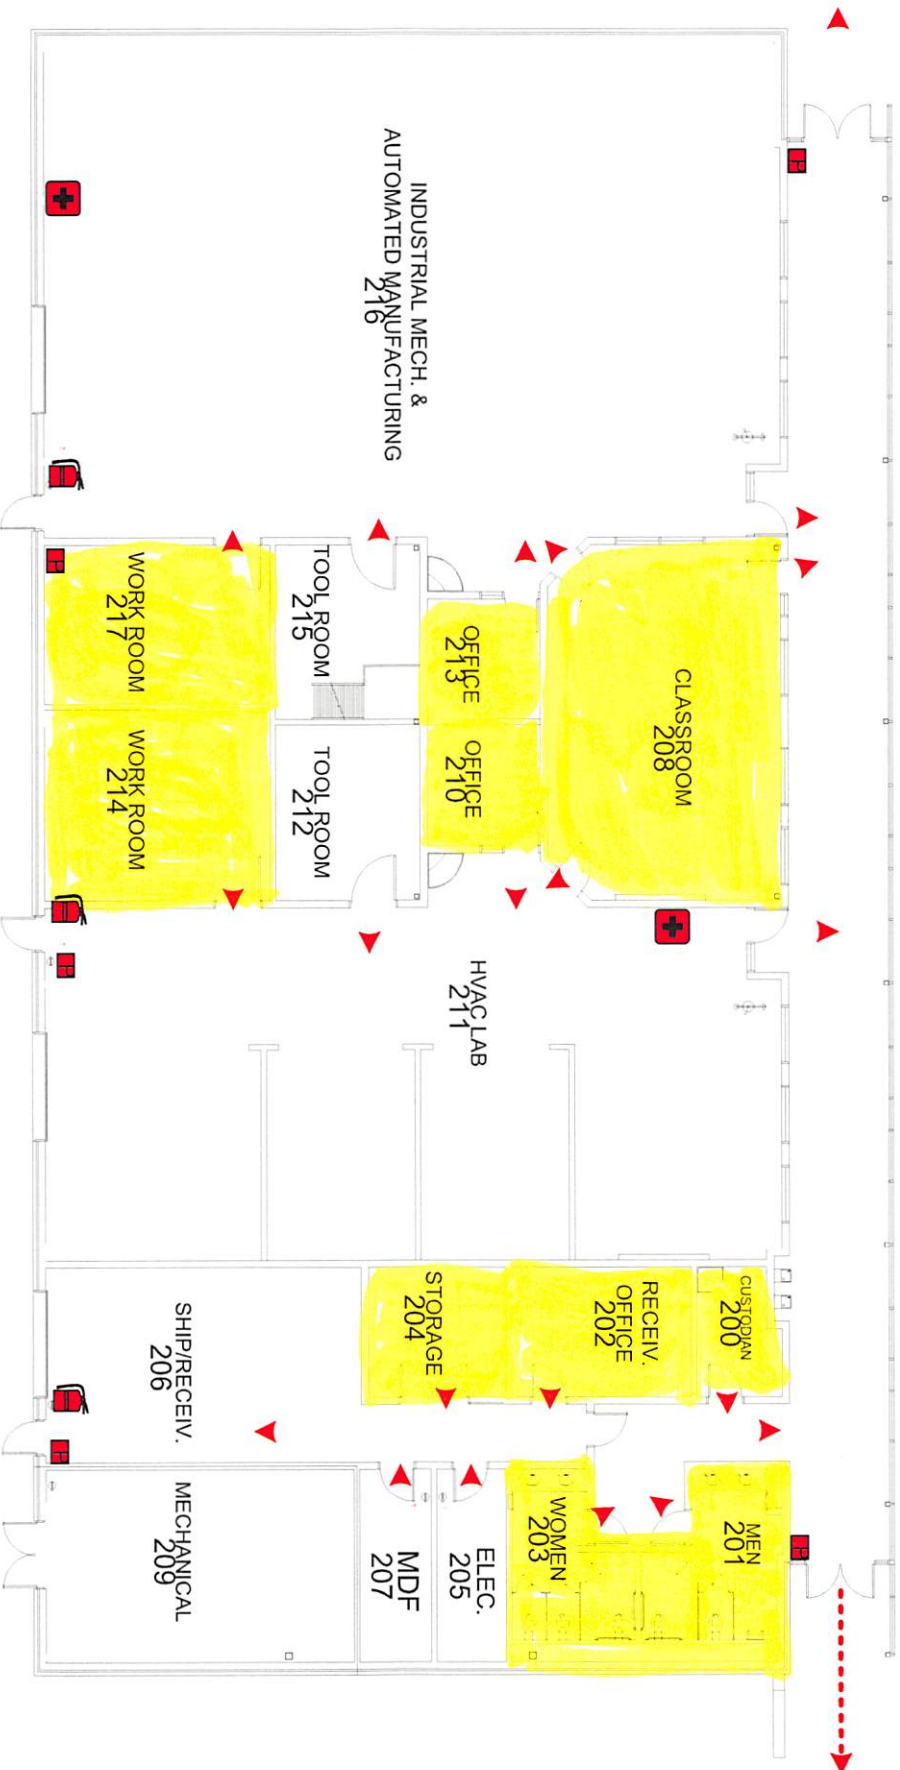 INDUSTRIAL MECH. &
AUTOMATED MANUFACTURING
216
CLASSROOM
208
OFFICE
213
OFFICE
210
TOOL ROOM
215
TOOL ROOM
212
WORK ROOM
217
WORK ROOM
214
HVAC LAB
211
CUSTODIAN
200
RECEIV.
OFFICE
202
STORAGE
204
SHIP/RECEIV.
206
MEN
201
WOMEN
203
ELEC.
205
MDF
207
MECHANICAL
209